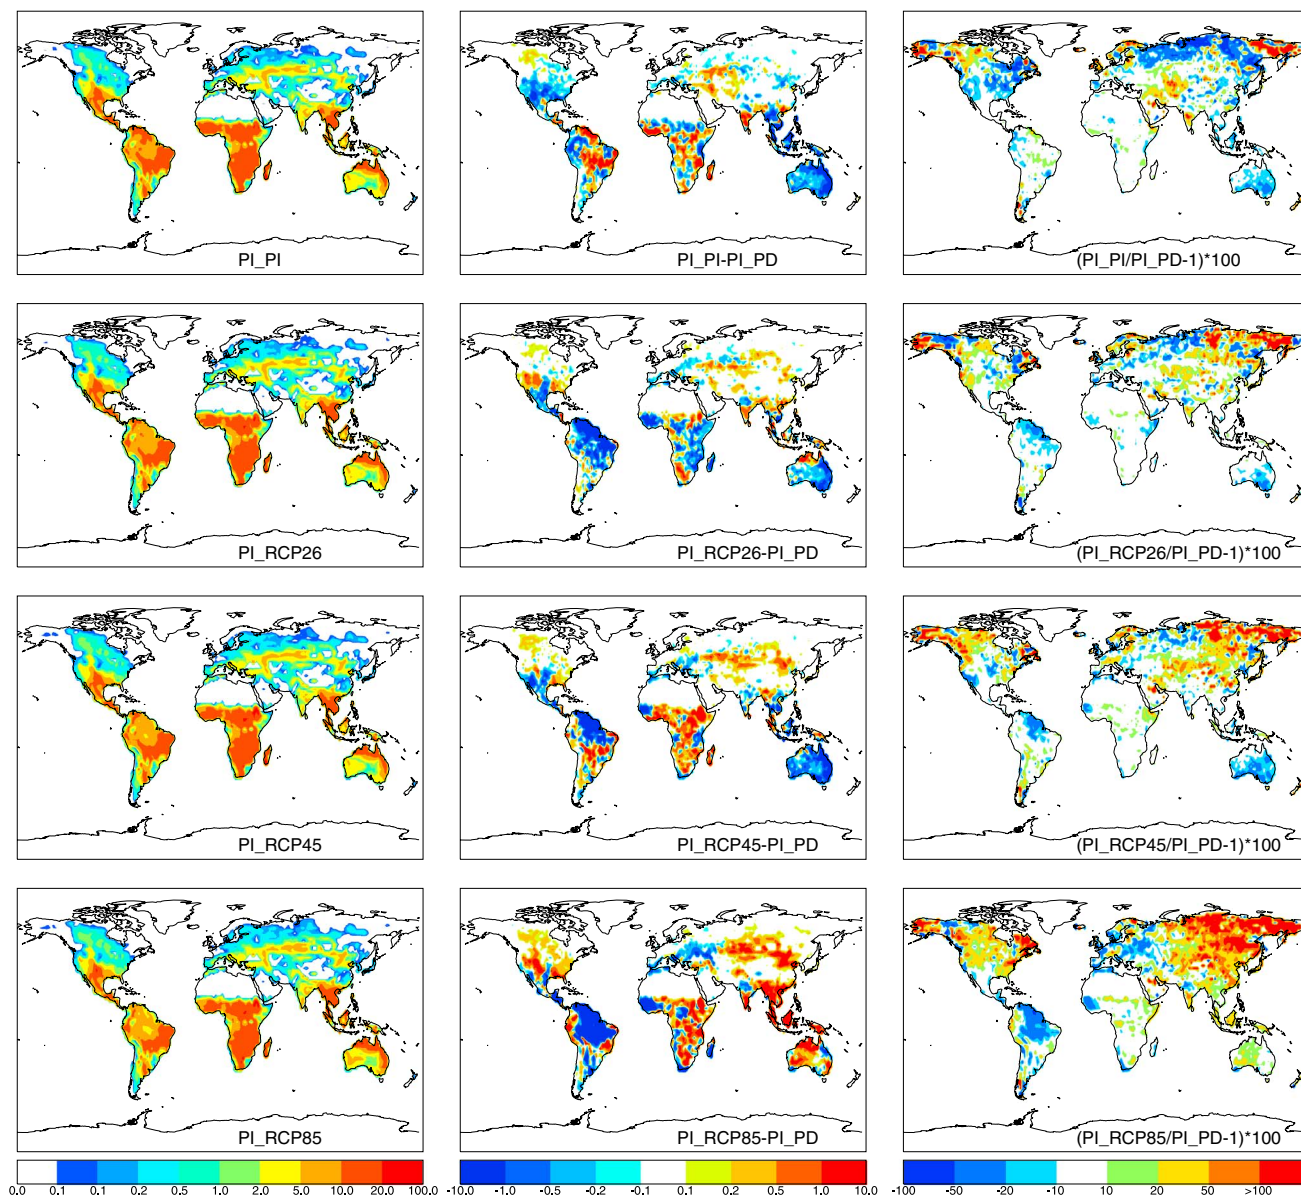 PI_PI
PI_PI-PI_PD
(PI_PI/PI_PD-1)*100
PI_RCP26
PI_RCP26-PI_PD
(PI_RCP26/PI_PD-1)*100
PI_RCP45
PI_RCP45-PI_PD
(PI_RCP45/PI_PD-1)*100
PI_RCP85
PI_RCP85-PI_PD
(PI_RCP85/PI_PD-1)*100
0.0 0.1 0.1 0.2 0.5 1.0 2.0 5.0 10.0 20.0 100.0
-10.0 -1.0 -0.5 -0.2 -0.1 0.1 0.2 0.5 1.0 10.0
-100 -50 -20 -10 10 20 50 >100